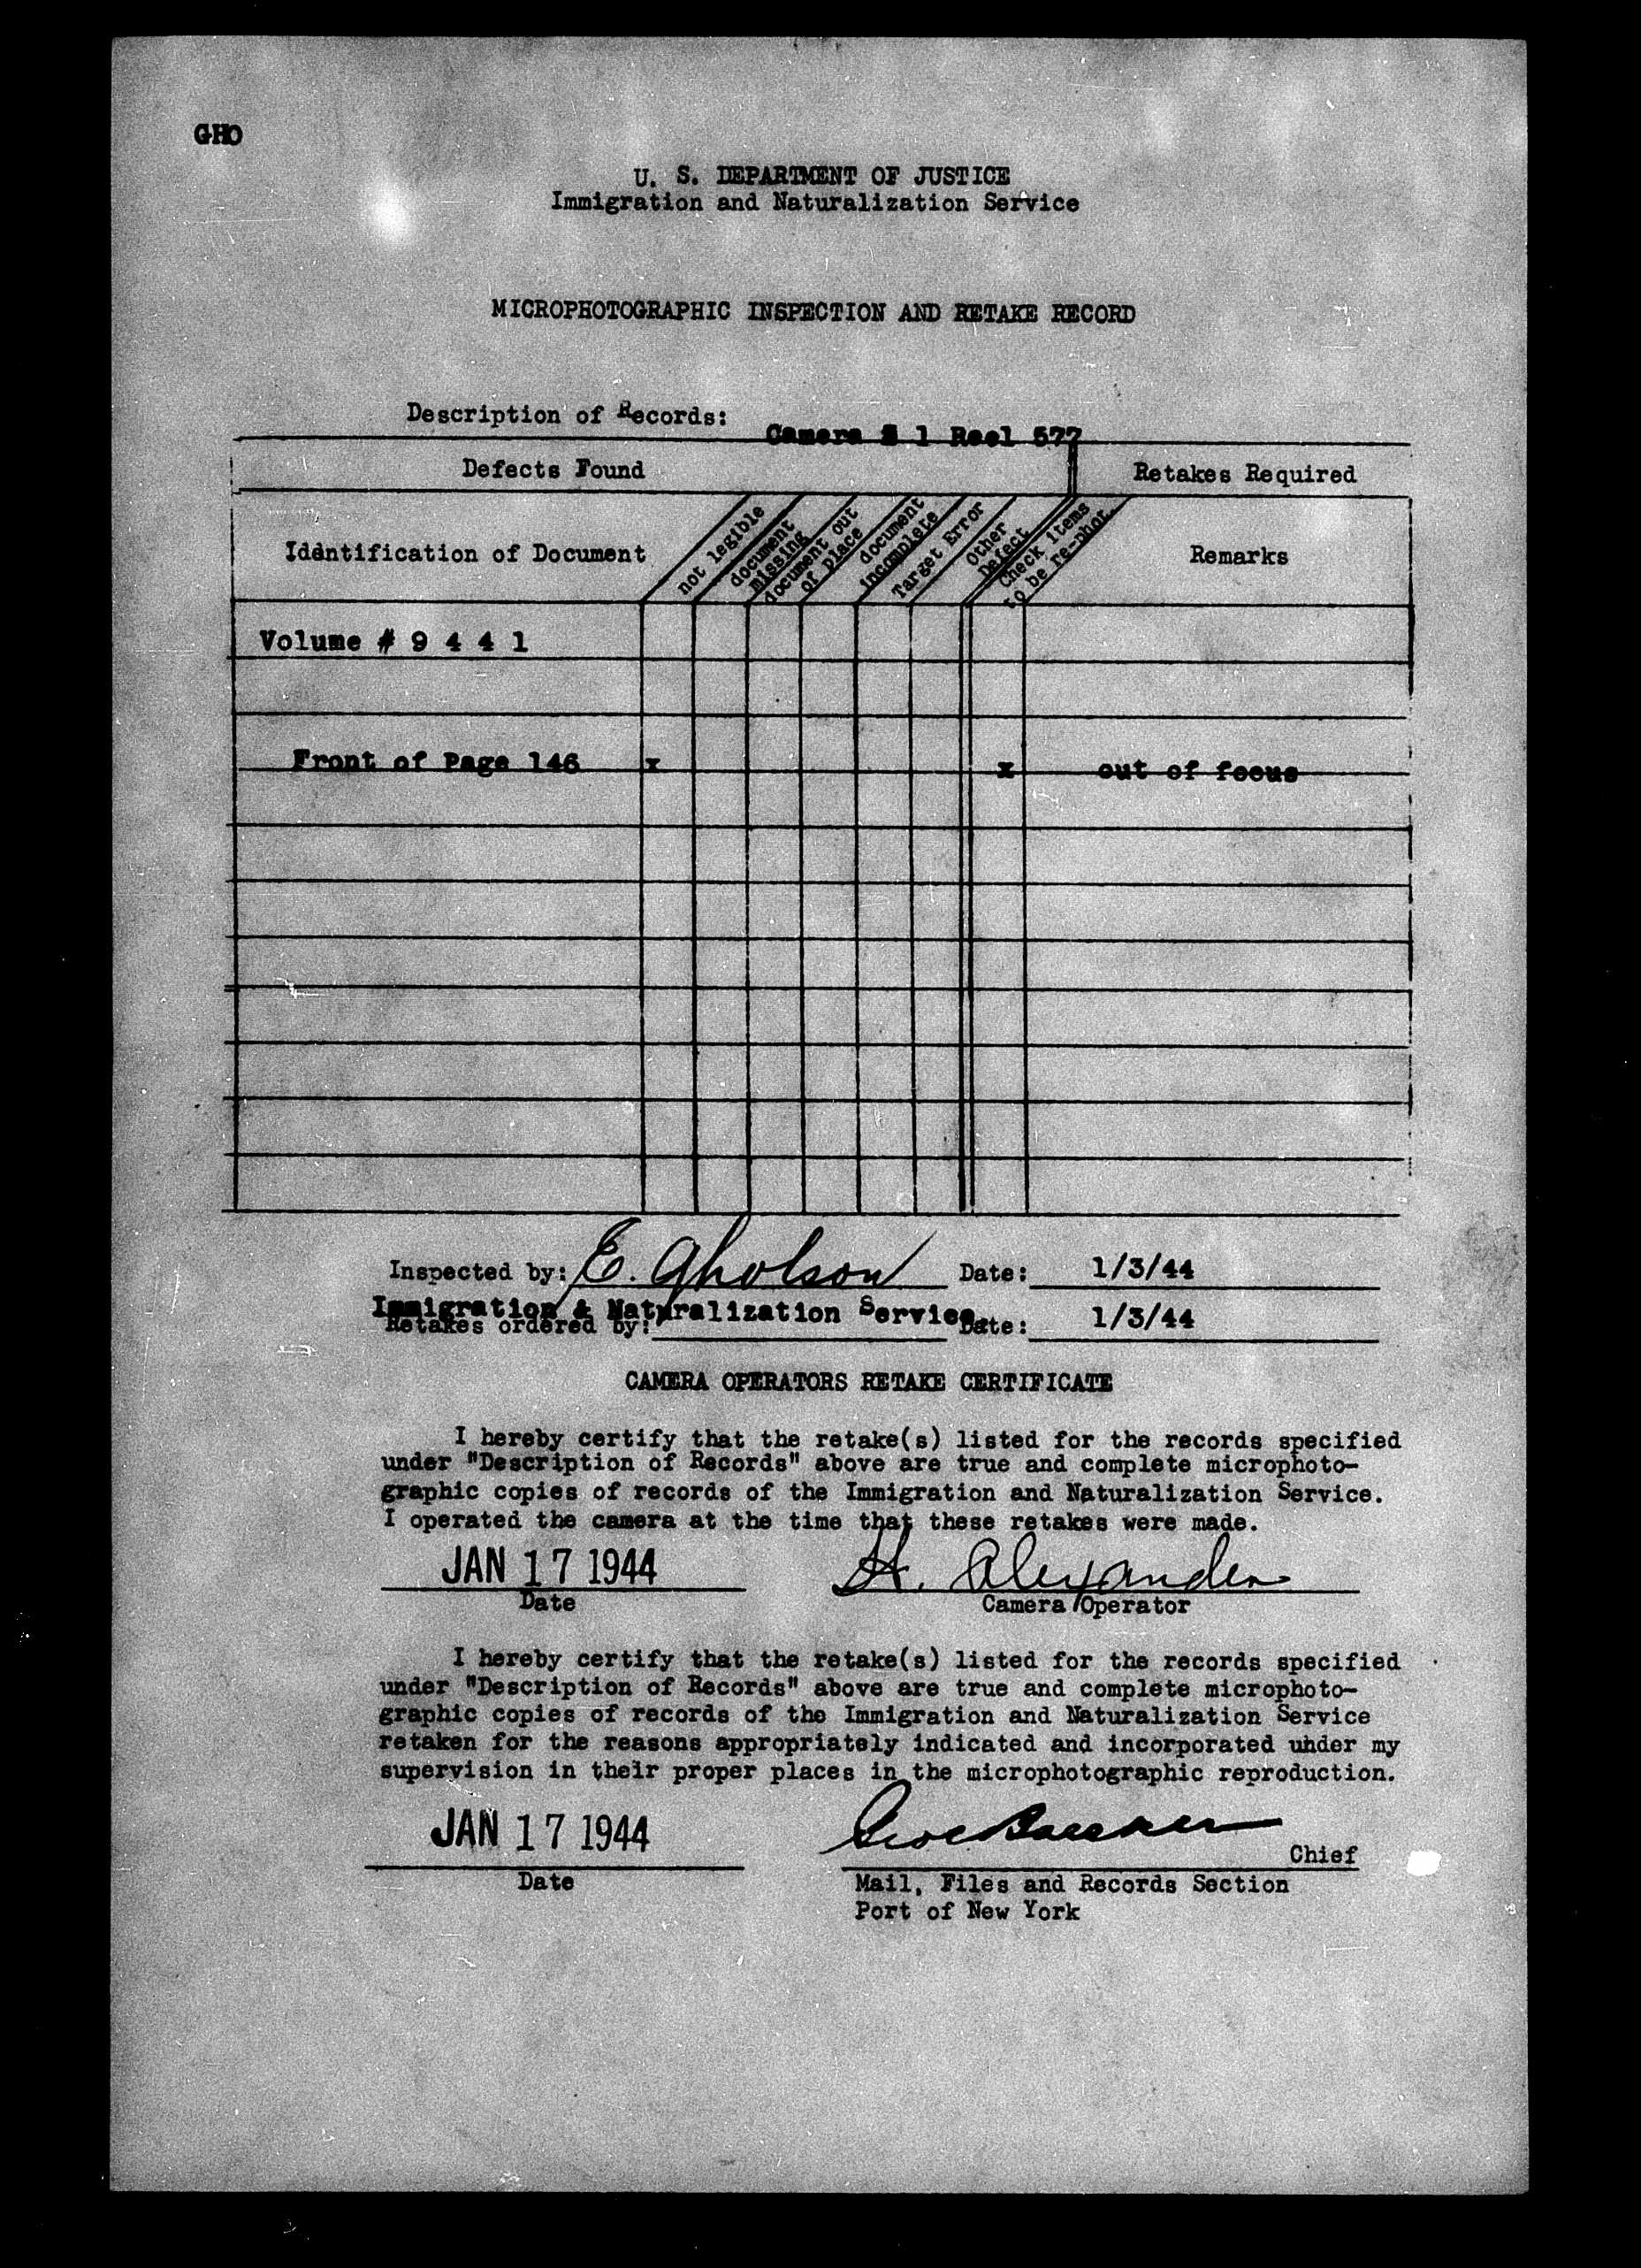 GHO
U. S. DEPARTMENT OF JUSTICE
Immigration and Naturalization Service
MICROPHOTOGRAPHIC INSPECTION AND RETAKE RECORD
Description of Records: Camera # 1 Reel 577
Defects Found
Retakes Required
Identification of Document
not legible
document missing
document out of place
document incomplete
Target Error
Other Defect
Check items to be re-phot.
Remarks
Volume # 9 4 4 1
Front of Page 146 x x out of focus
Inspected by: E. Gholson Date: 1/3/44
Immigration & Naturalization Service
Retakes ordered by: Date: 1/3/44
CAMERA OPERATORS RETAKE CERTIFICATE
I hereby certify that the retake(s) listed for the records specified
under "Description of Records" above are true and complete microphoto-
graphic copies of records of the Immigration and Naturalization Service.
I operated the camera at the time that these retakes were made.
JAN 17 1944 H. Alexander
Date Camera Operator
I hereby certify that the retake(s) listed for the records specified
under "Description of Records" above are true and complete microphoto-
graphic copies of records of the Immigration and Naturalization Service
retaken for the reasons appropriately indicated and incorporated under my
supervision in their proper places in the microphotographic reproduction.
JAN 17 1944
Chief
Date Mail, Files and Records Section
Port of New York